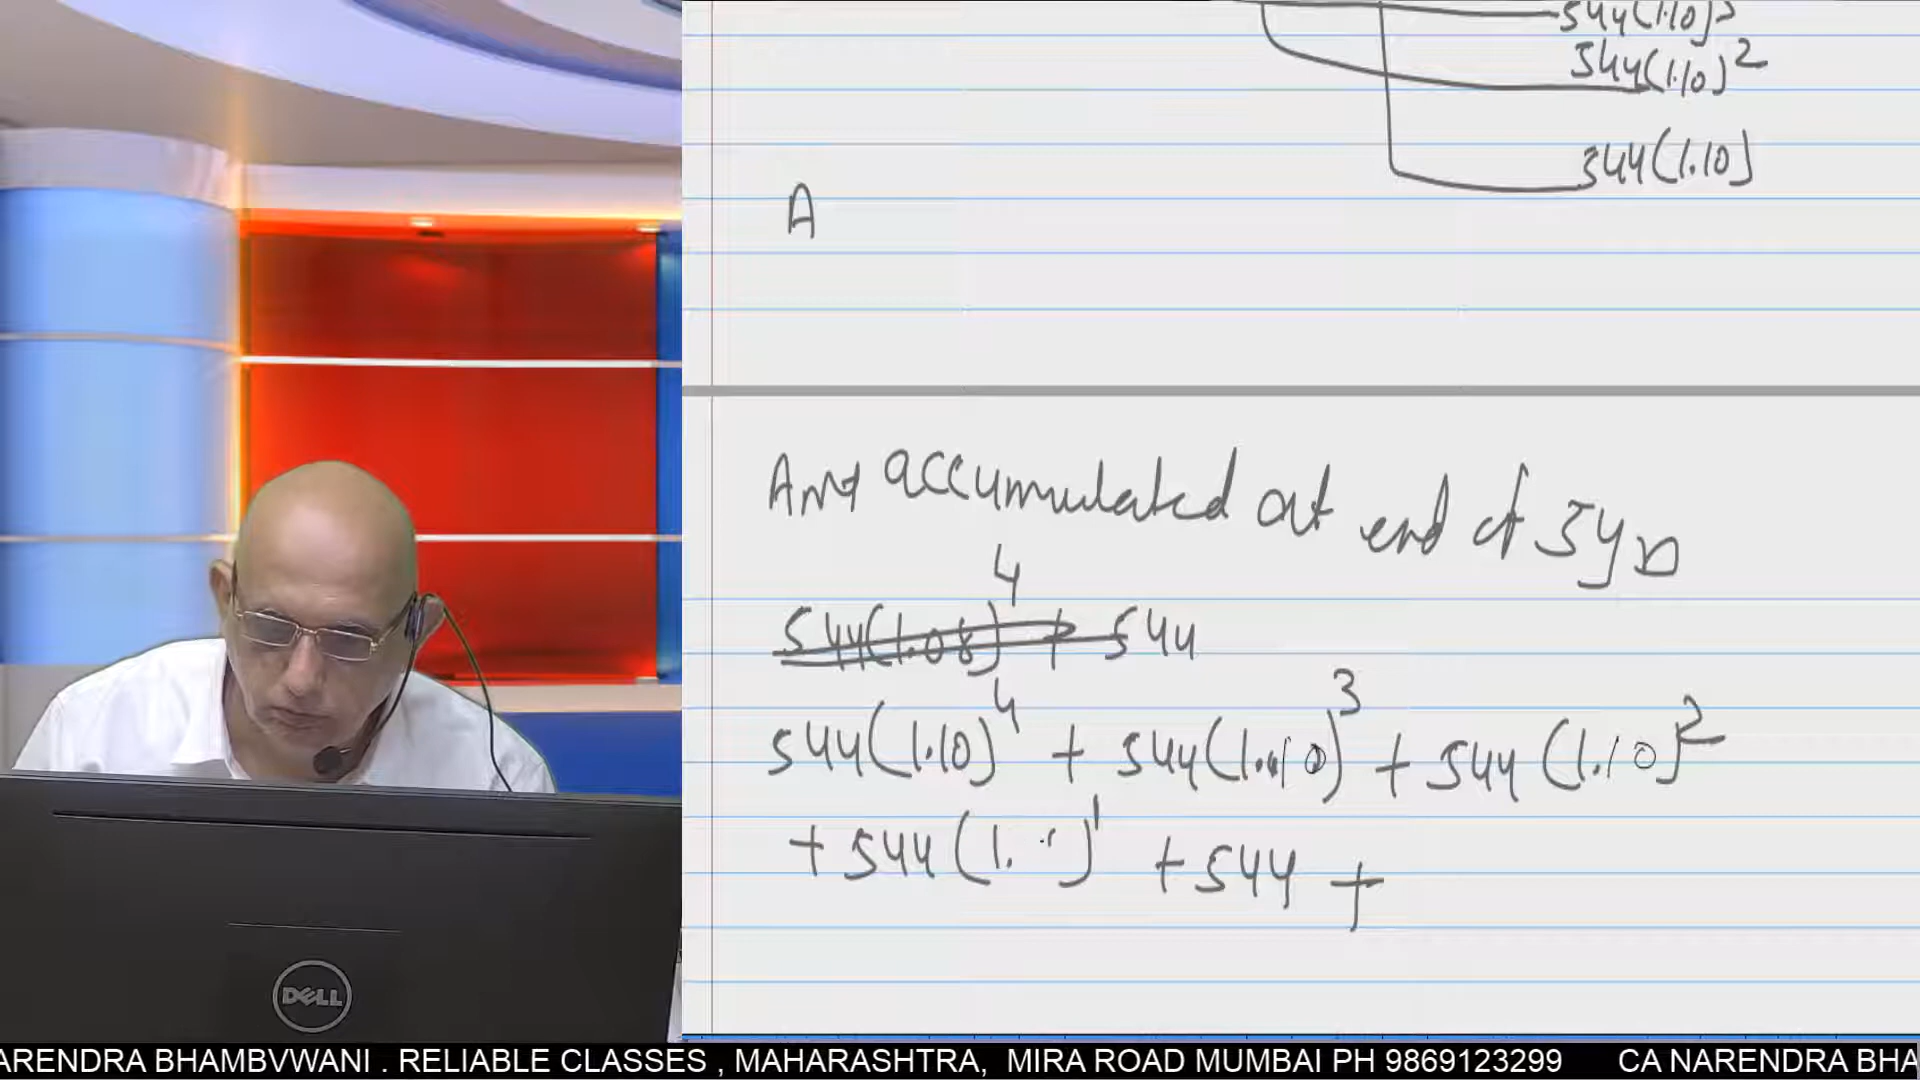 544(1.10)3
544(1.10)2
544(1.10)
A
Amt accumulated at end of 5yrs
544(1.08)4 + 544
544(1.10)4 + 544(1.10)3 + 544(1.10)2
+ 544(1. )1 + 544 +
DELL
ARENDRA BHAMBVWANI . RELIABLE CLASSES , MAHARASHTRA, MIRA ROAD MUMBAI PH 9869123299 CA NARENDRA BHA